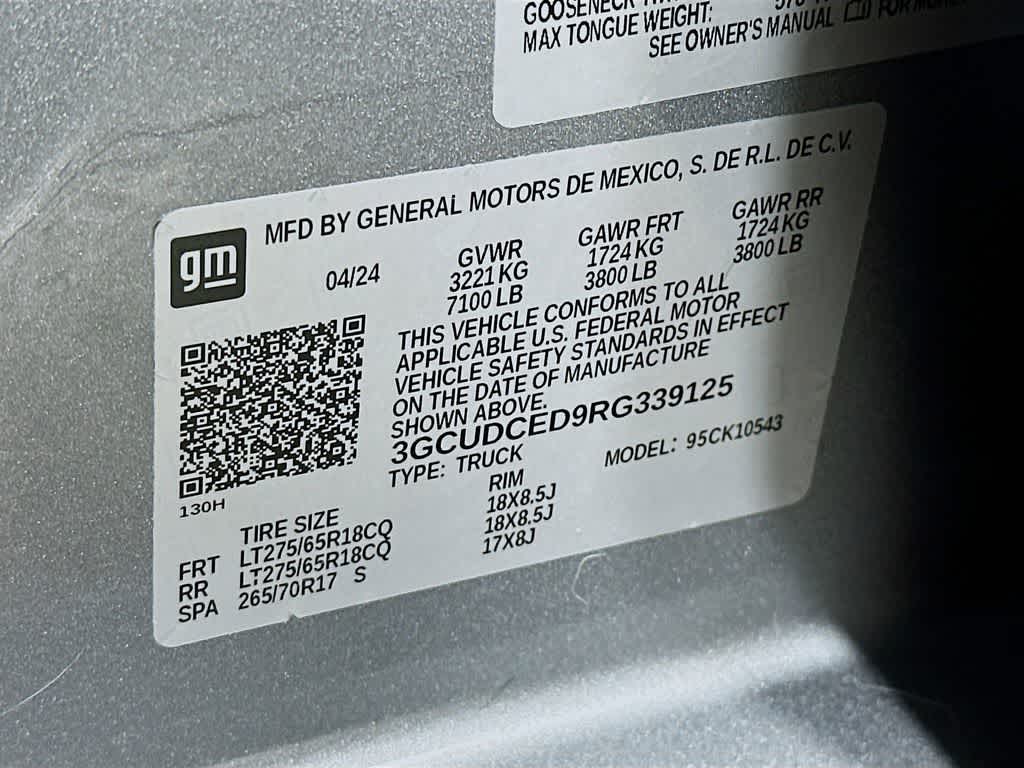 GOOSENECK
MAX TONGUE WEIGHT:
SEE OWNER'S MANUAL FOR MORE
MFD BY GENERAL MOTORS DE MEXICO, S. DE R.L. DE C.V.
gm
04/24
GVWR
3221 KG
7100 LB
GAWR FRT
1724 KG
3800 LB
GAWR RR
1724 KG
3800 LB
THIS VEHICLE CONFORMS TO ALL
APPLICABLE U.S. FEDERAL MOTOR
VEHICLE SAFETY STANDARDS IN EFFECT
ON THE DATE OF MANUFACTURE
SHOWN ABOVE.
3GCUDCED9RG339125
TYPE: TRUCK
MODEL: 95CK10543
130H
TIRE SIZE RIM
FRT LT275/65R18CQ 18X8.5J
RR LT275/65R18CQ 18X8.5J
SPA 265/70R17 S 17X8J